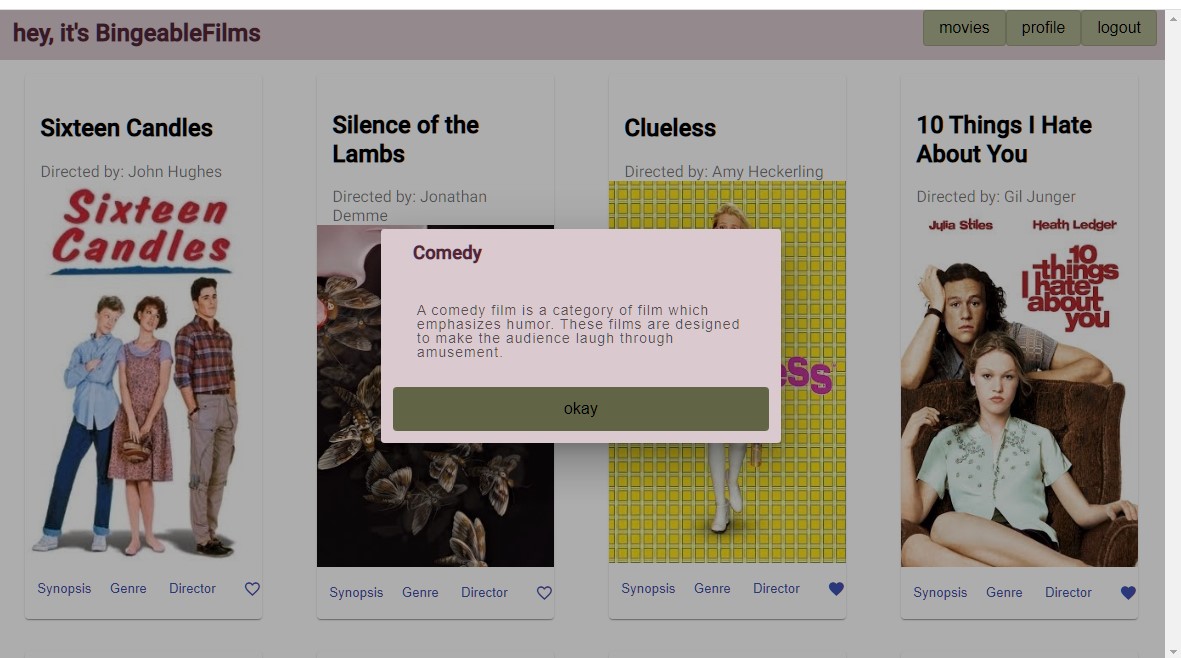 hey, it's BingeableFilms
movies profile logout
Sixteen Candles
Directed by: John Hughes
Sixteen
Candles
Synopsis Genre Director
Silence of the
Lambs
Directed by: Jonathan
Demme
Synopsis Genre Director
Clueless
Directed by: Amy Heckerling
Synopsis Genre Director
10 Things I Hate
About You
Directed by: Gil Junger
Julia Stiles Heath Ledger
10
things
I hate
about
you
Synopsis Genre Director
Comedy
A comedy film is a category of film which
emphasizes humor. These films are designed
to make the audience laugh through
amusement.
okay